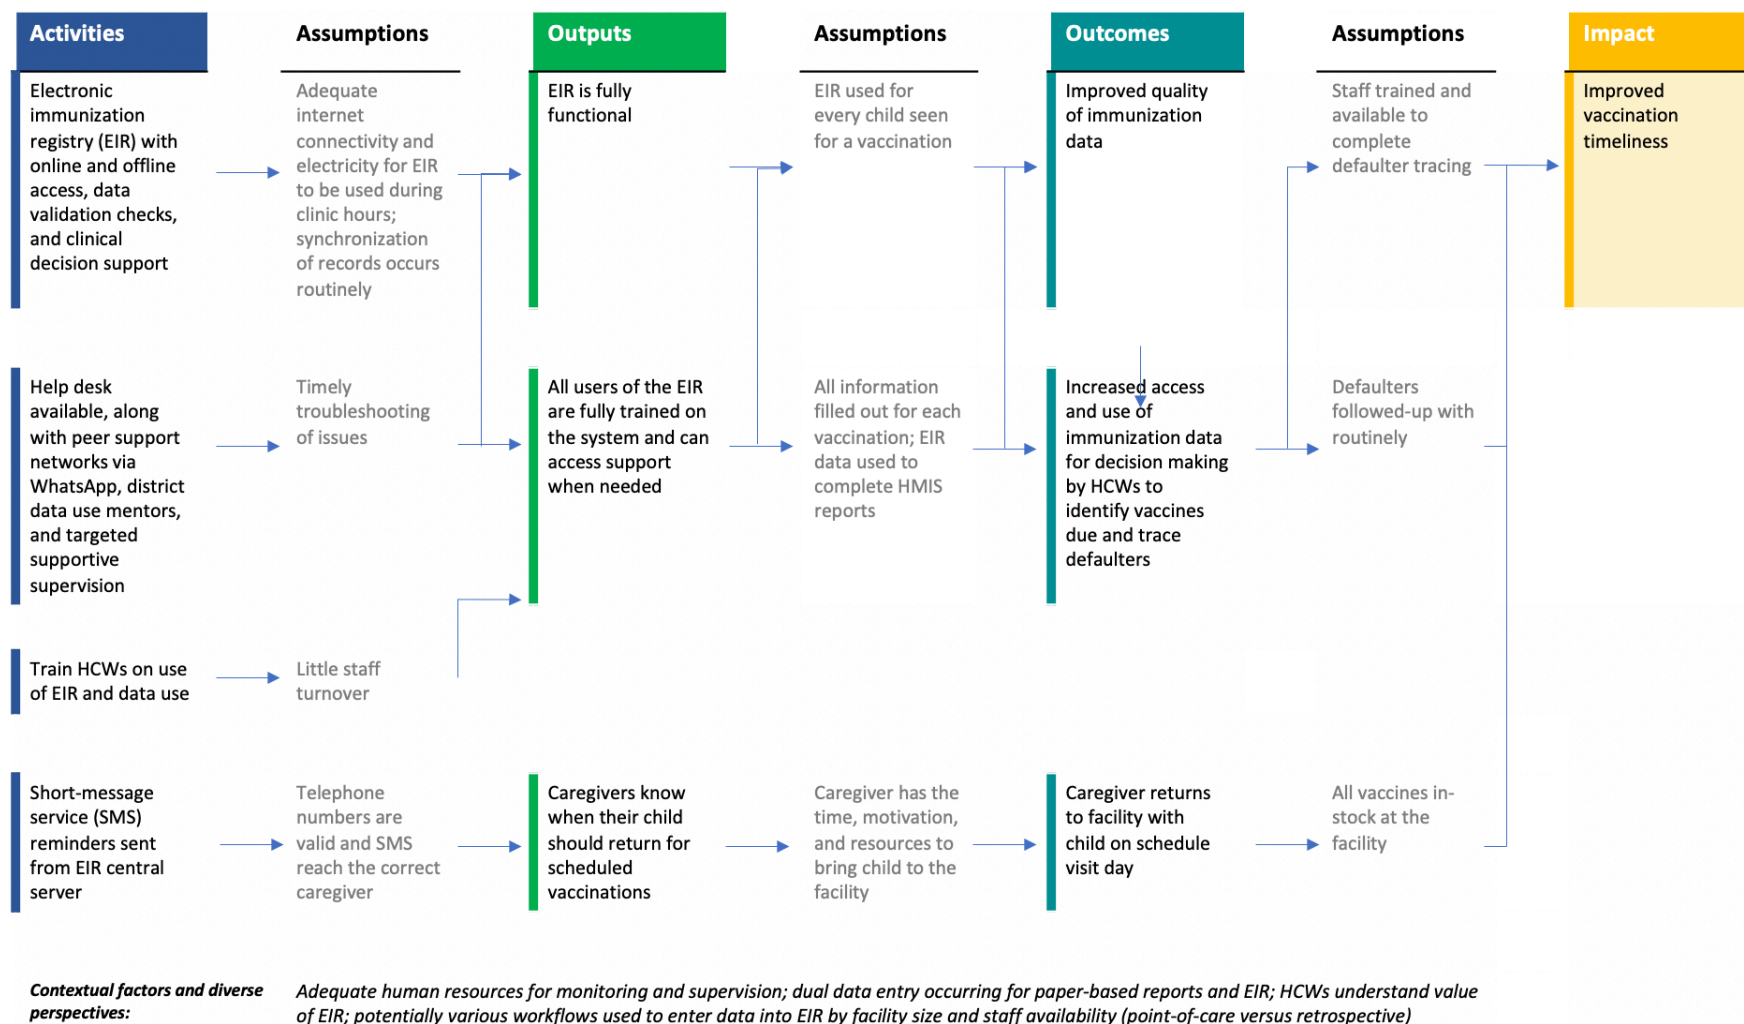 Activities
Assumptions
Outputs
Assumptions
Outcomes
Assumptions
Impact
Electronic
immunization
registry (EIR) with
online and offline
access, data
validation checks,
and clinical
decision support
Adequate
internet
connectivity and
electricity for EIR
to be used during
clinic hours;
synchronization
of records occurs
routinely
EIR is fully
functional
EIR used for
every child seen
for a vaccination
Improved quality
of immunization
data
Staff trained and
available to
complete
defaulter tracing
Improved
vaccination
timeliness
Help desk
available, along
with peer support
networks via
WhatsApp, district
data use mentors,
and targeted
supportive
supervision
Timely
troubleshooting
of issues
All users of the EIR
are fully trained on
the system and can
access support
when needed
All information
filled out for each
vaccination; EIR
data used to
complete HMIS
reports
Increased access
and use of
immunization data
for decision making
by HCWs to
identify vaccines
due and trace
defaulters
Defaulters
followed-up with
routinely
Train HCWs on use
of EIR and data use
Little staff
turnover
Short-message
service (SMS)
reminders sent
from EIR central
server
Telephone
numbers are
valid and SMS
reach the correct
caregiver
Caregivers know
when their child
should return for
scheduled
vaccinations
Caregiver has the
time, motivation,
and resources to
bring child to the
facility
Caregiver returns
to facility with
child on schedule
visit day
All vaccines in-
stock at the
facility
Contextual factors and diverse
perspectives:
Adequate human resources for monitoring and supervision; dual data entry occurring for paper-based reports and EIR; HCWs understand value
of EIR; potentially various workflows used to enter data into EIR by facility size and staff availability (point-of-care versus retrospective)